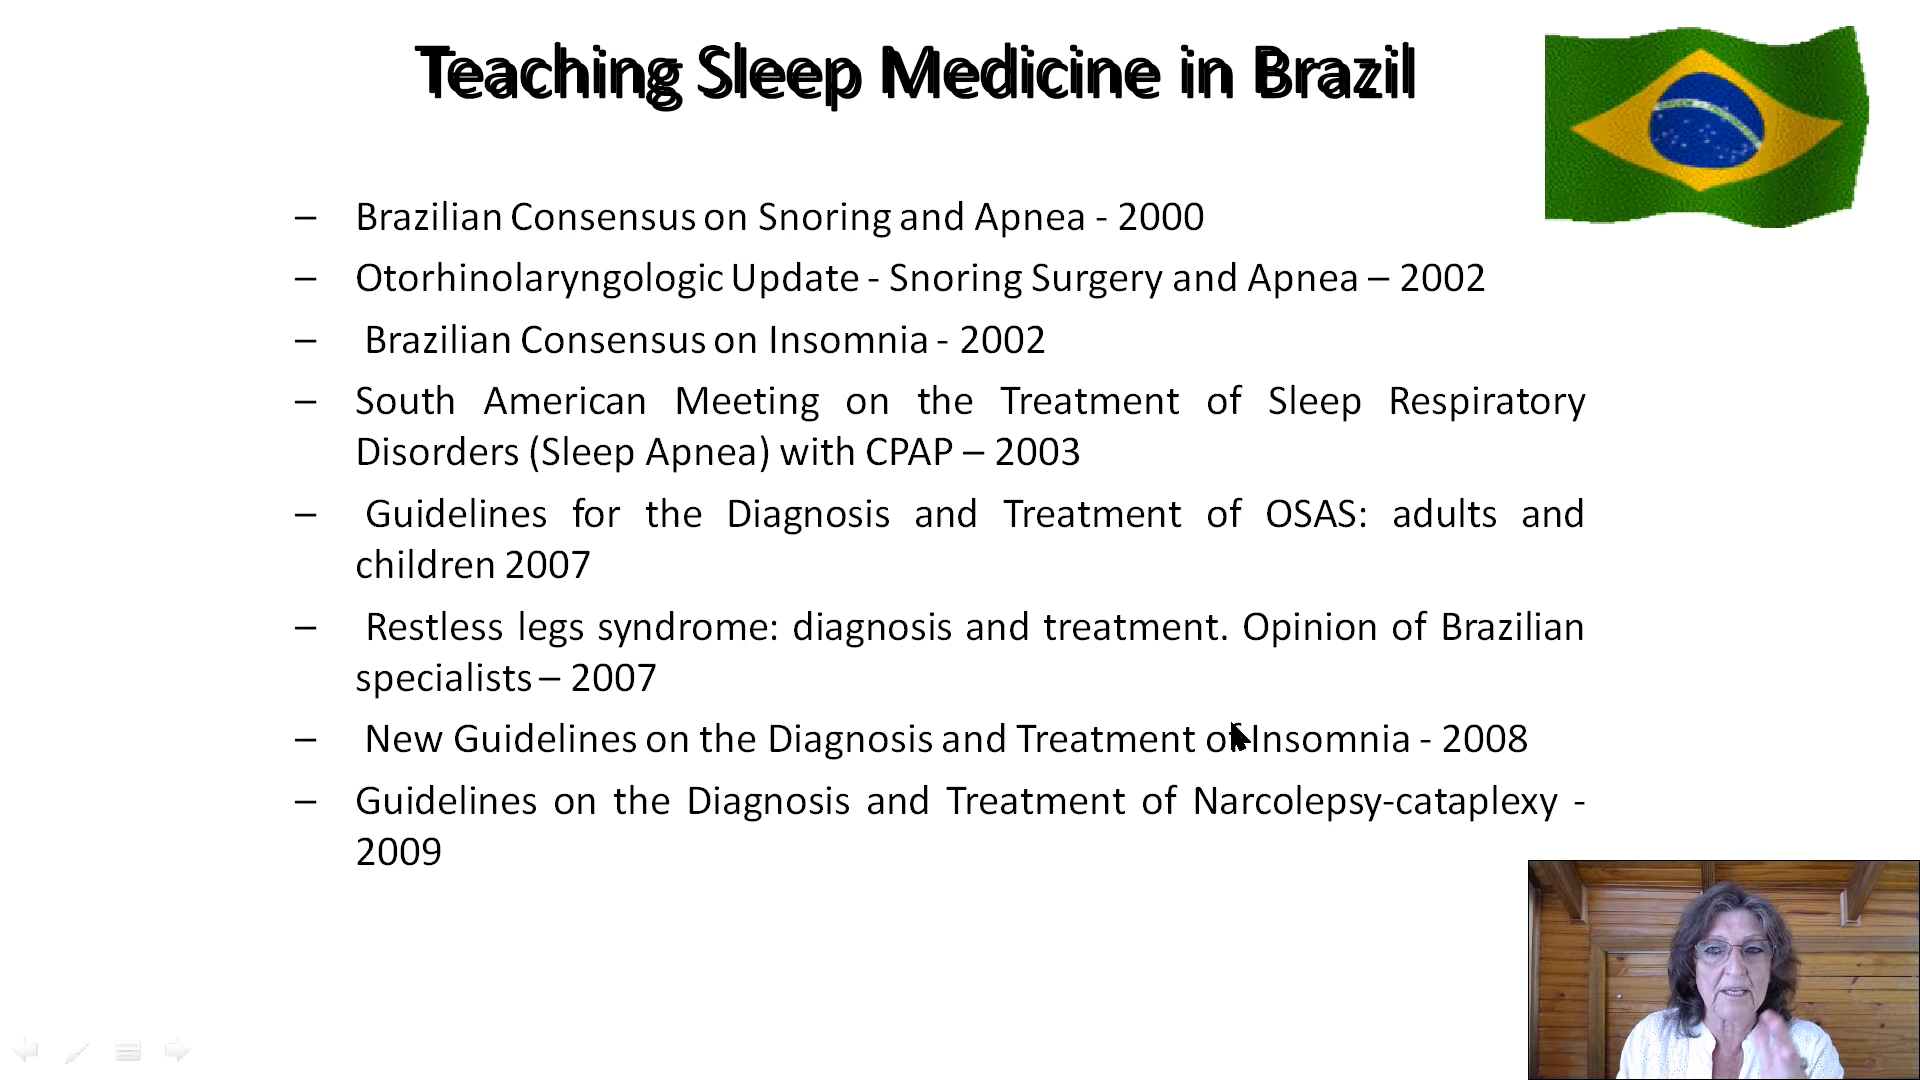 Teaching Sleep Medicine in Brazil
– Brazilian Consensus on Snoring and Apnea - 2000
– Otorhinolaryngologic Update - Snoring Surgery and Apnea – 2002
– Brazilian Consensus on Insomnia - 2002
– South American Meeting on the Treatment of Sleep Respiratory
Disorders (Sleep Apnea) with CPAP – 2003
– Guidelines for the Diagnosis and Treatment of OSAS: adults and
children 2007
– Restless legs syndrome: diagnosis and treatment. Opinion of Brazilian
specialists – 2007
– New Guidelines on the Diagnosis and Treatment of Insomnia - 2008
– Guidelines on the Diagnosis and Treatment of Narcolepsy-cataplexy -
2009